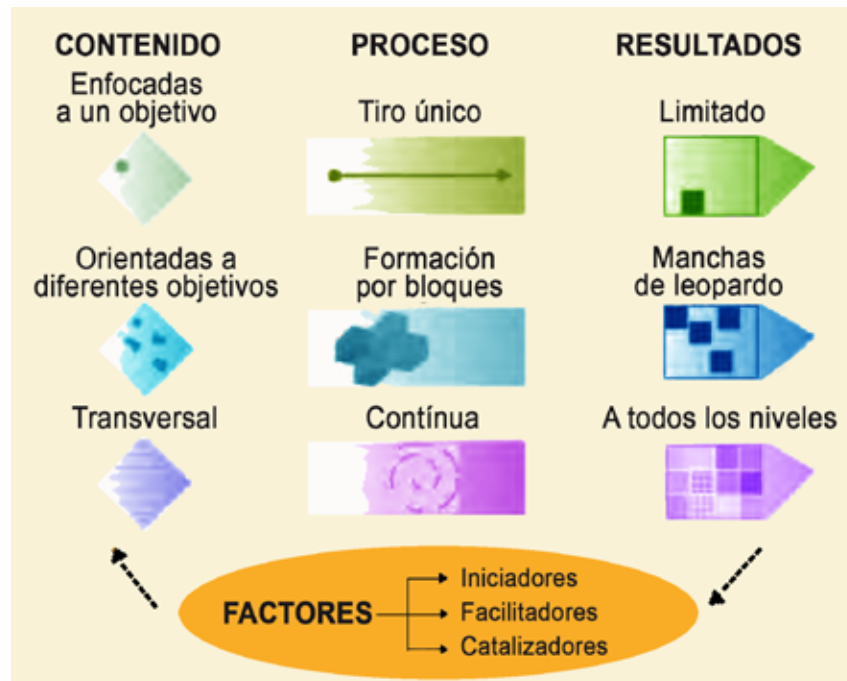 CONTENIDO
PROCESO
RESULTADOS
Enfocadas
a un objetivo
Tiro único
Limitado
Orientadas a
diferentes objetivos
Formación
por bloques
Manchas
de leopardo
Transversal
Contínua
A todos los niveles
FACTORES
Iniciadores
Facilitadores
Catalizadores